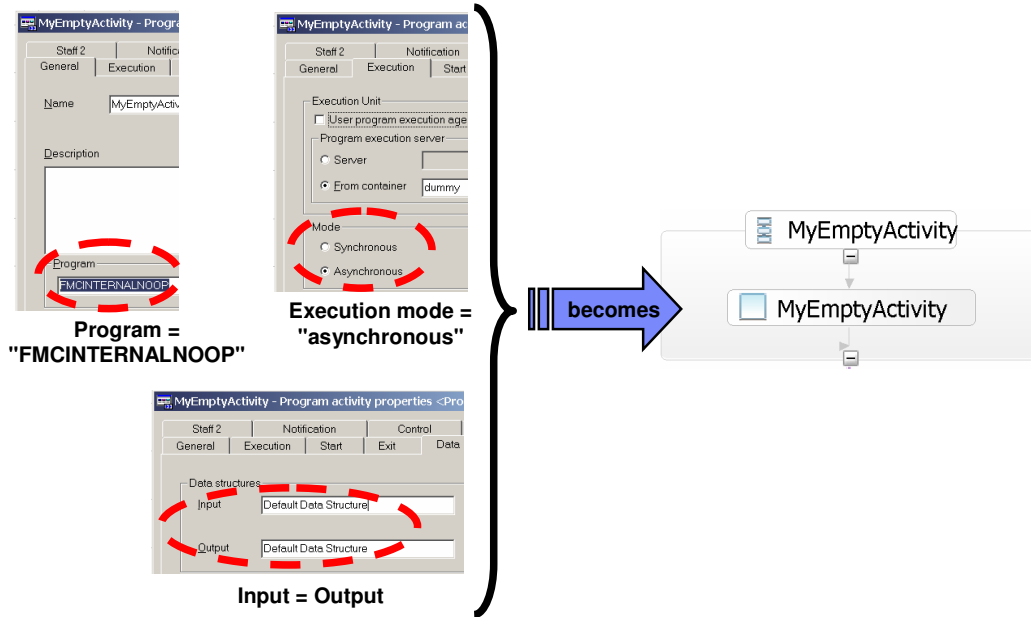 MyEmptyActivity - Progra
Staff 2 Notific
General Execution
Name MyEmptyActiv
Description
Program
FMCINTERNALNOOP
Program =
"FMCINTERNALNOOP"
MyEmptyActivity - Program ac
Staff 2 Notification
General Execution Start
Execution Unit
User program execution age
Program execution server
Server
From container dummy
Mode
Synchronous
Asynchronous
Execution mode =
"asynchronous"
MyEmptyActivity - Program activity properties <Pro
Staff 2 Notification Control
General Execution Start Exit Data
Data structures
Input Default Data Structure
Output Default Data Structure
Input = Output
becomes
MyEmptyActivity
MyEmptyActivity